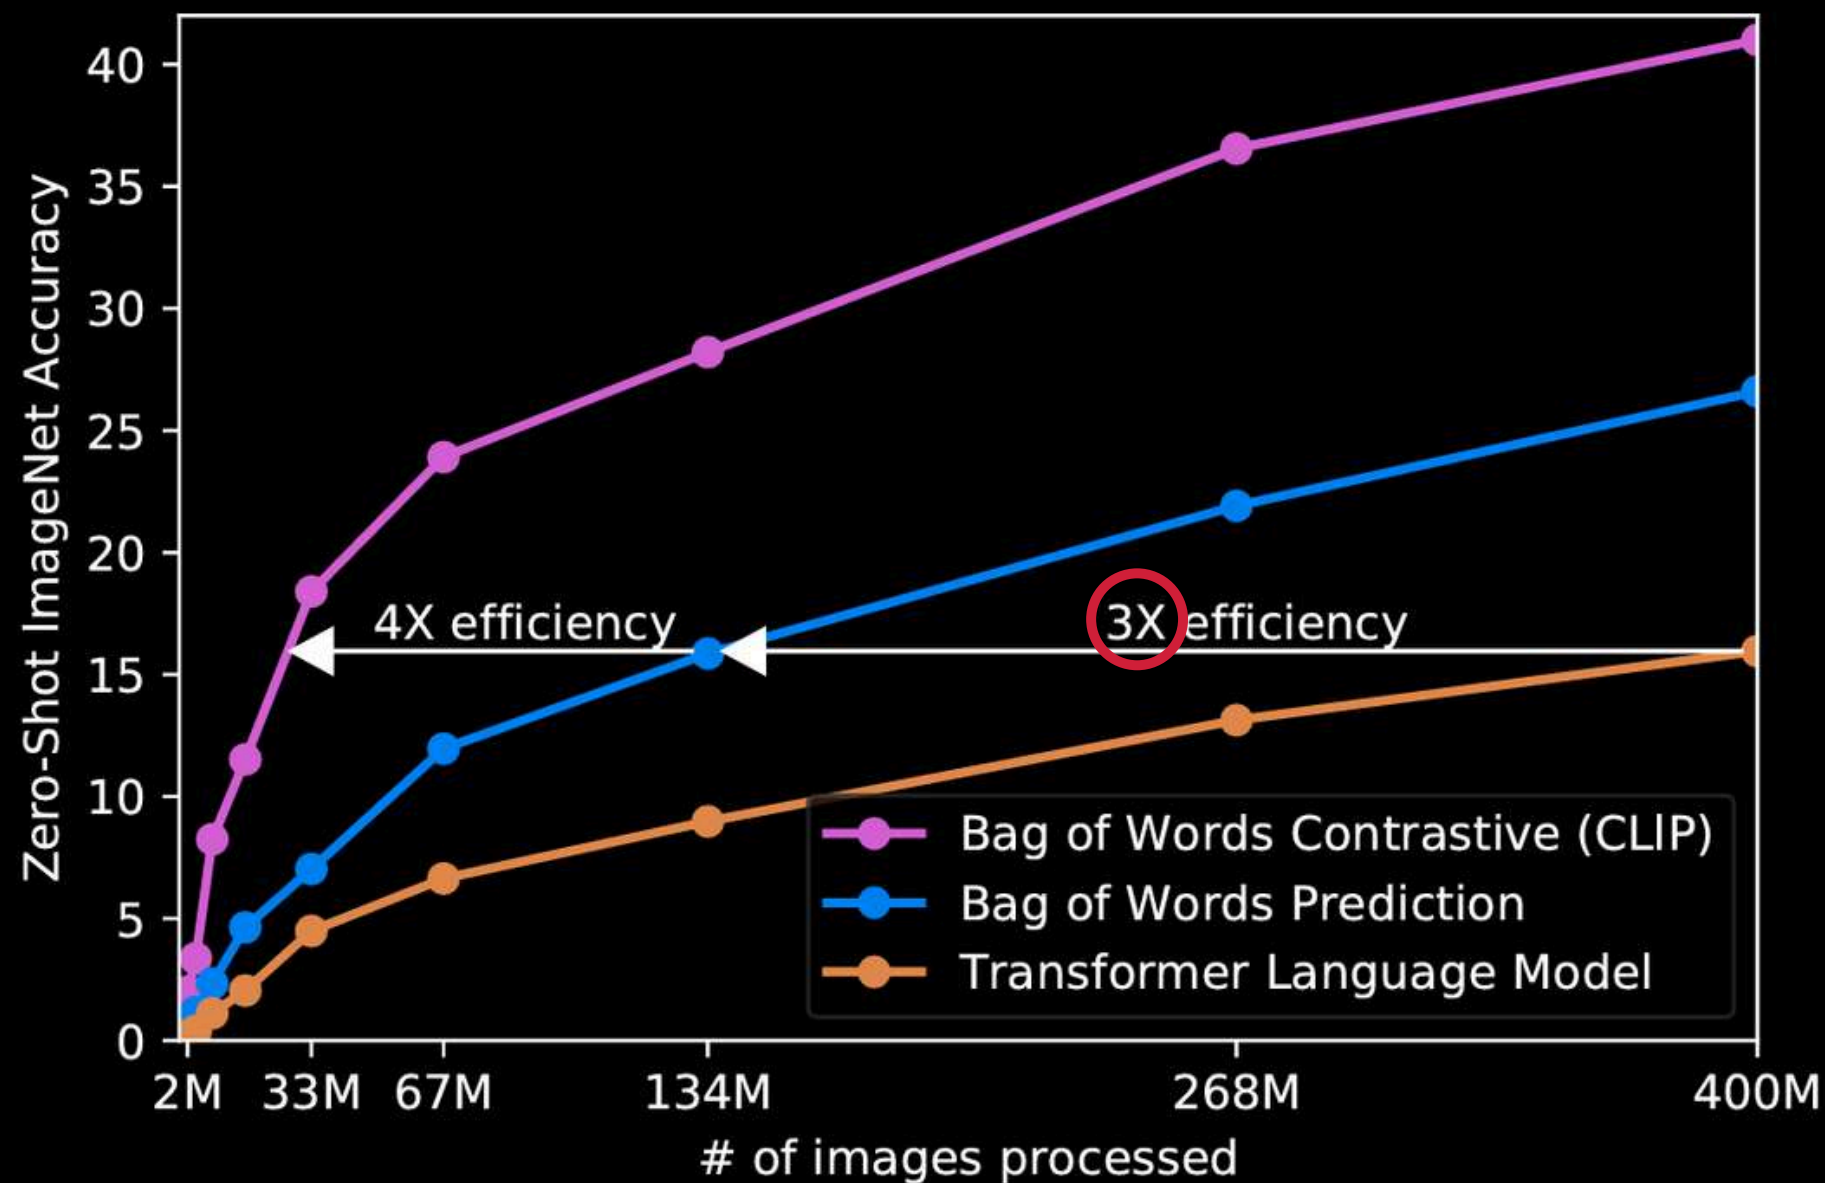 Zero-Shot ImageNet Accuracy
40
35
30
25
20
15
10
5
0
4X efficiency
3X efficiency
Bag of Words Contrastive (CLIP)
Bag of Words Prediction
Transformer Language Model
2M 33M 67M 134M 268M 400M
# of images processed